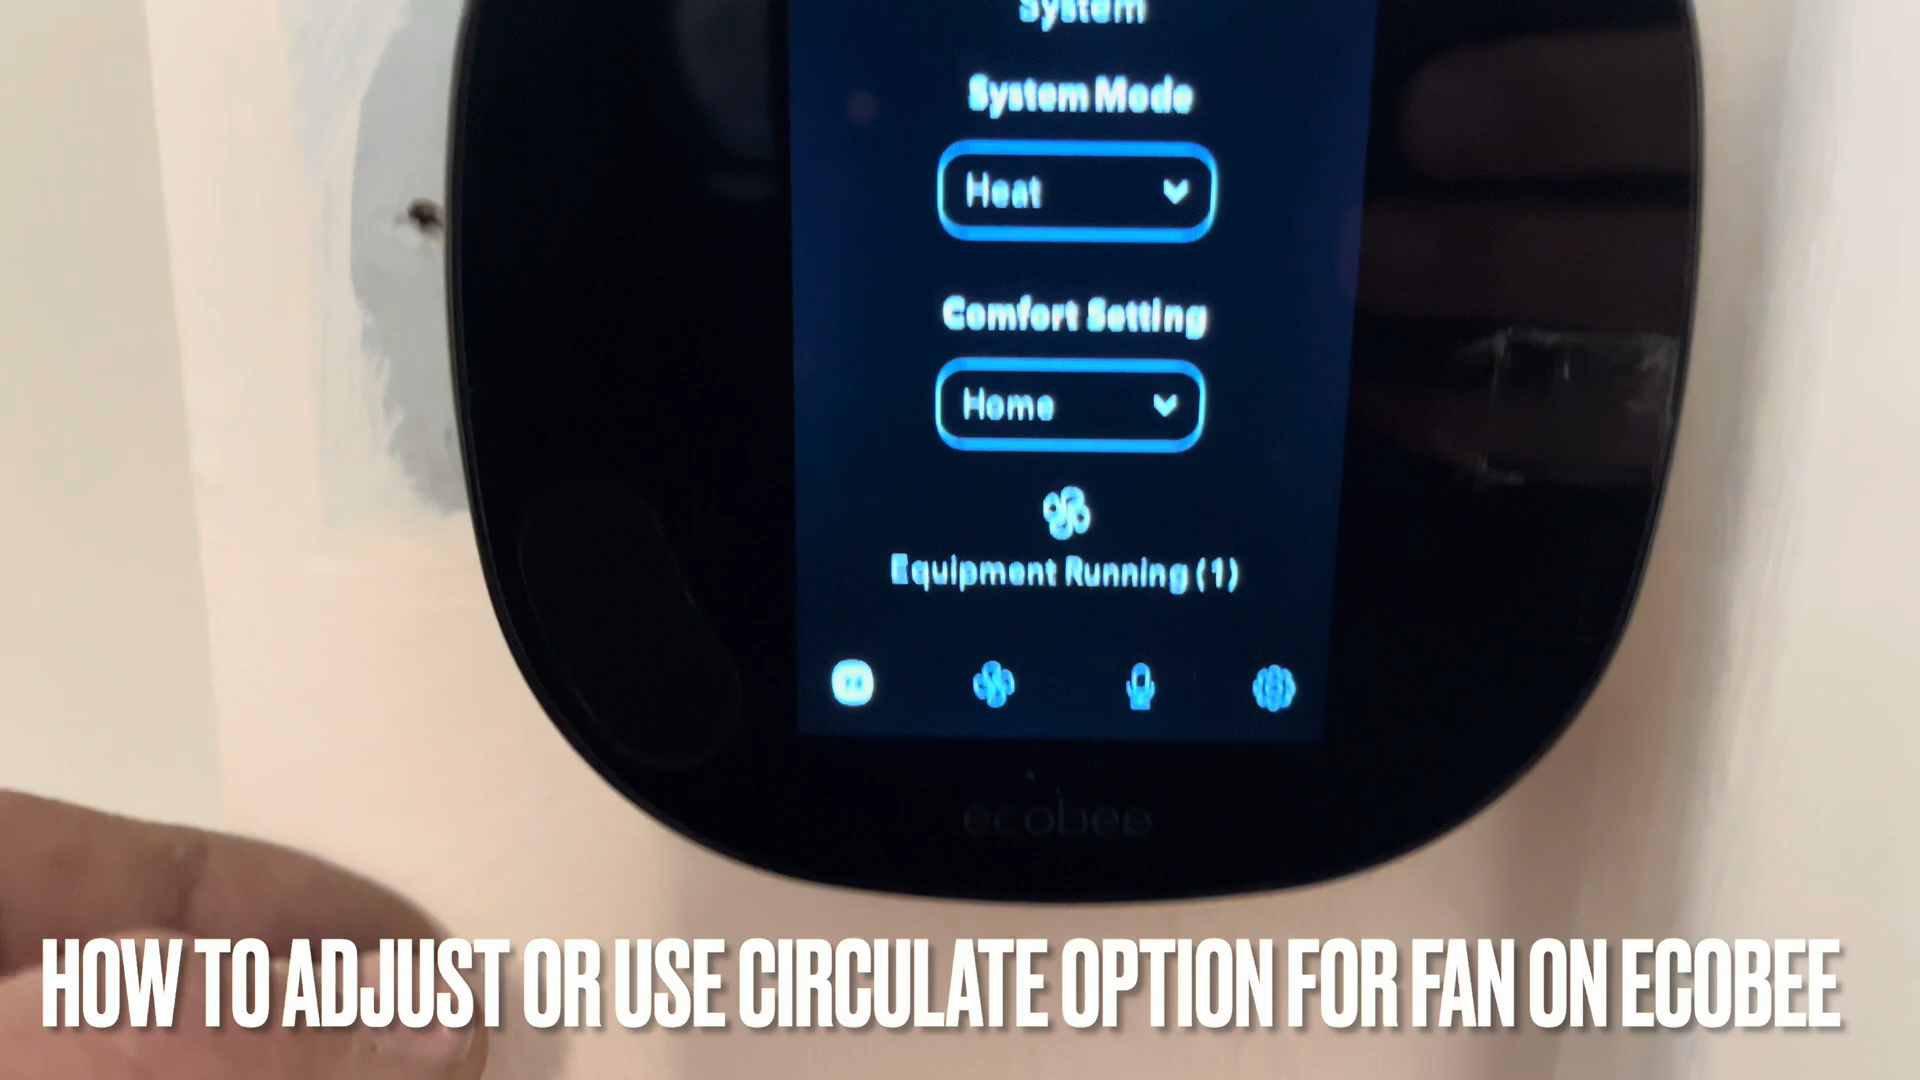 System
System Mode
Heat
Comfort Setting
Home
Equipment Running (1)
ecobee
HOW TO ADJUST OR USE CIRCULATE OPTION FOR FAN ON ECOBEE